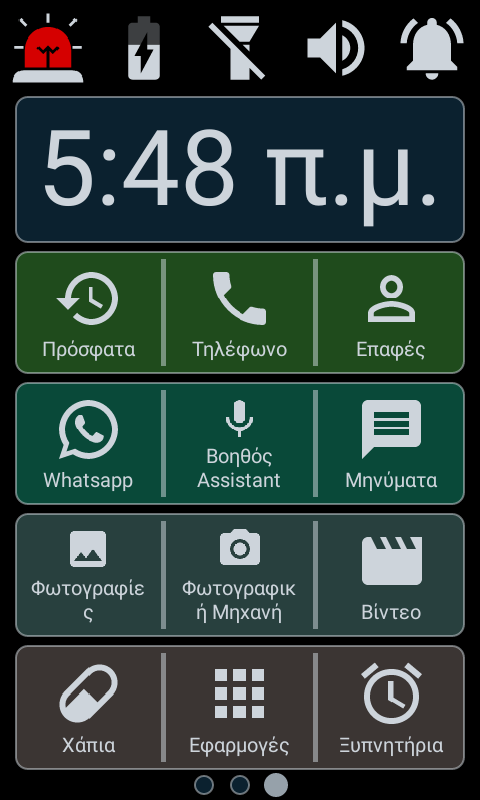 5:48 π.μ.
Πρόσφατα
Τηλέφωνο
Επαφές
Whatsapp
Βοηθός
Assistant
Μηνύματα
Φωτογραφίε
ς
Φωτογραφικ
ή Μηχανή
Βίντεο
Χάπια
Εφαρμογές
Ξυπνητήρια